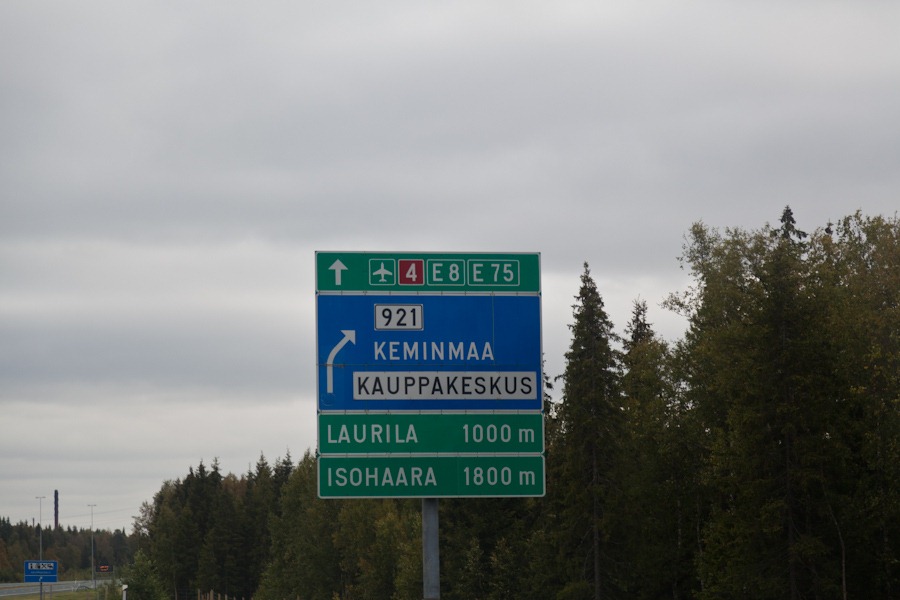 4 E8 E75
921
KEMINMAA
KAUPPAKESKUS
LAURILA 1000 m
ISOHAARA 1800 m